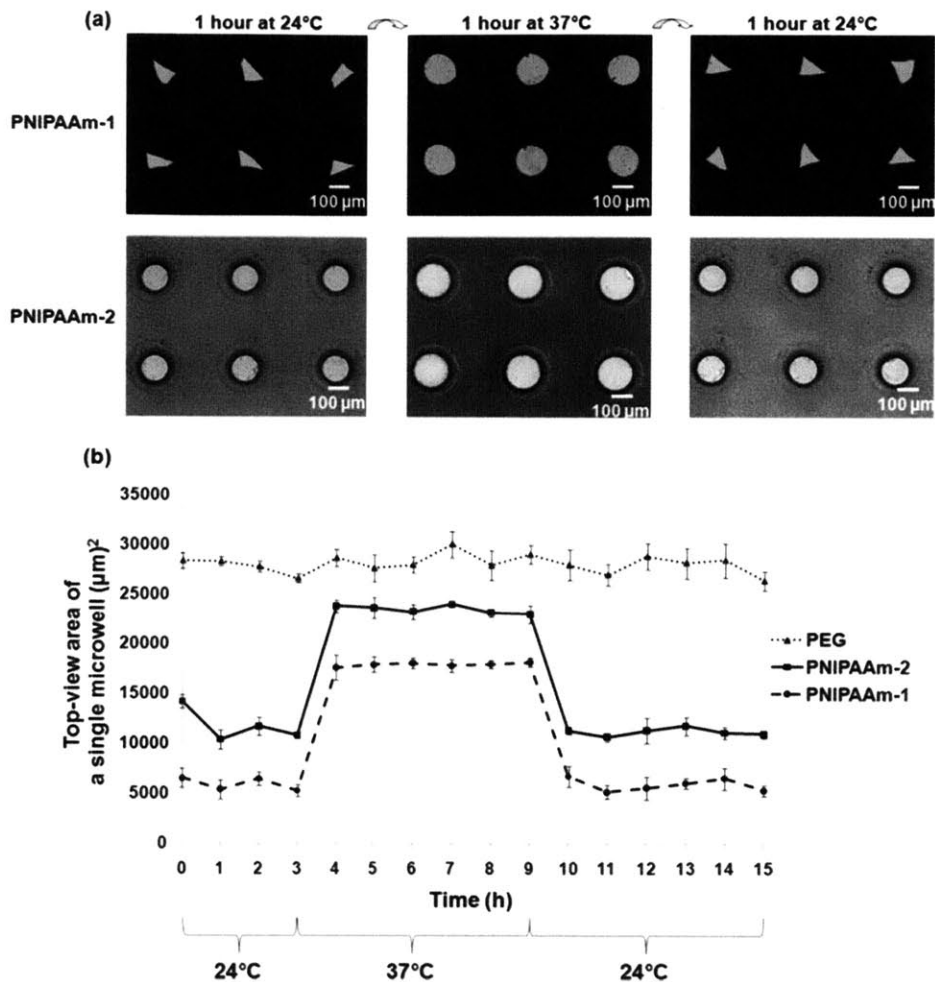 (a)
1 hour at 24°C
1 hour at 37°C
1 hour at 24°C
PNIPAAm-1
100 µm
100 µm
100 µm
PNIPAAm-2
100 µm
100 µm
100 µm
(b)
Top-view area of
a single microwell (µm)²
35000
30000
25000
20000
15000
10000
5000
0
0 1 2 3 4 5 6 7 8 9 10 11 12 13 14 15
Time (h)
24°C 37°C 24°C
PEG
PNIPAAm-2
PNIPAAm-1